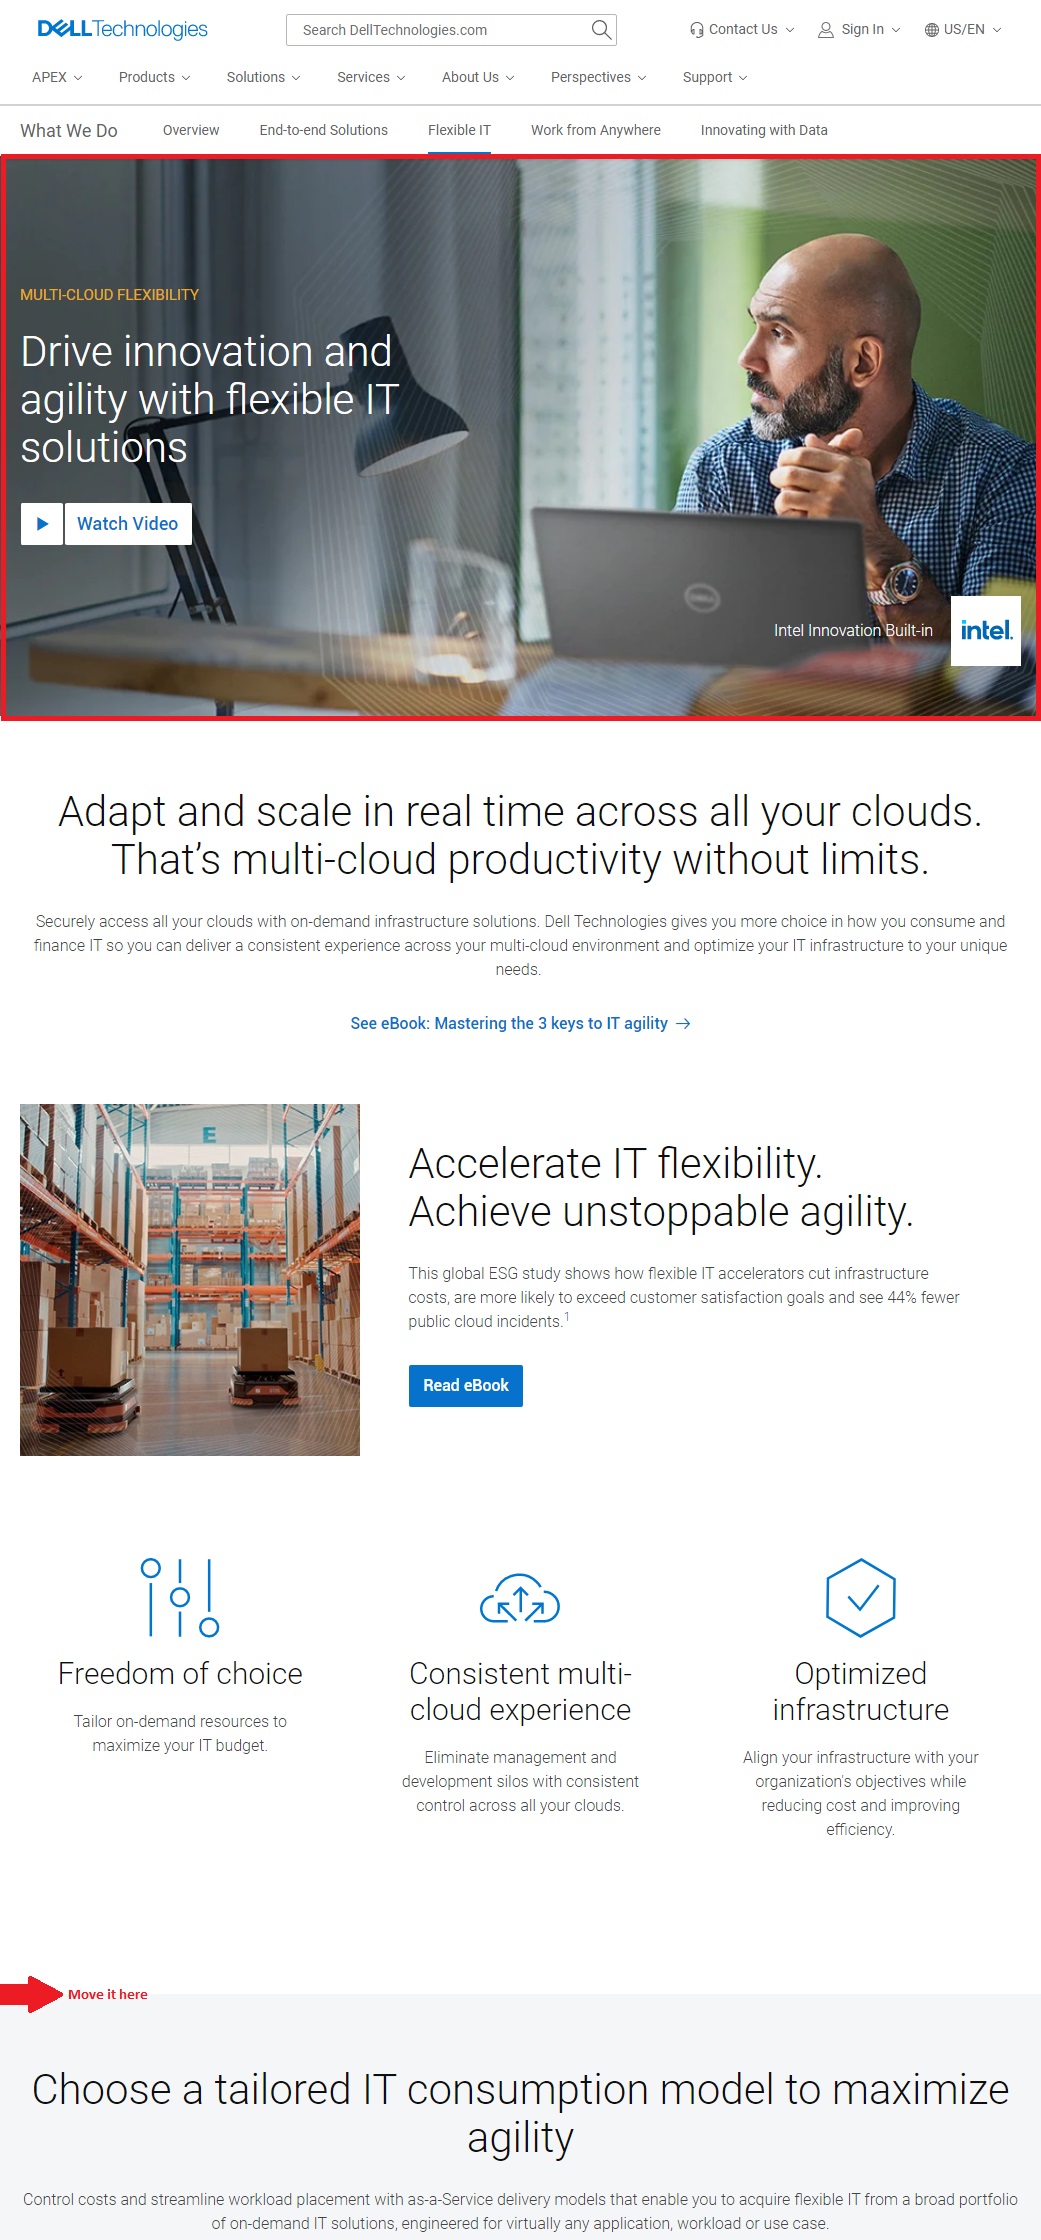 DELLTechnologies
Search DellTechnologies.com
Contact Us
Sign In
US/EN
APEX
Products
Solutions
Services
About Us
Perspectives
Support
What We Do
Overview
End-to-end Solutions
Flexible IT
Work from Anywhere
Innovating with Data
MULTI-CLOUD FLEXIBILITY
Drive innovation and
agility with flexible IT
solutions
Watch Video
DELL
Intel Innovation Built-in
intel.
Adapt and scale in real time across all your clouds.
That’s multi-cloud productivity without limits.
Securely access all your clouds with on-demand infrastructure solutions. Dell Technologies gives you more choice in how you consume and
finance IT so you can deliver a consistent experience across your multi-cloud environment and optimize your IT infrastructure to your unique
needs.
See eBook: Mastering the 3 keys to IT agility
E
Accelerate IT flexibility.
Achieve unstoppable agility.
This global ESG study shows how flexible IT accelerators cut infrastructure
costs, are more likely to exceed customer satisfaction goals and see 44% fewer
public cloud incidents.1
Read eBook
Freedom of choice
Tailor on-demand resources to
maximize your IT budget.
Consistent multi-
cloud experience
Eliminate management and
development silos with consistent
control across all your clouds.
Optimized
infrastructure
Align your infrastructure with your
organization's objectives while
reducing cost and improving
efficiency.
Move it here
Choose a tailored IT consumption model to maximize
agility
Control costs and streamline workload placement with as-a-Service delivery models that enable you to acquire flexible IT from a broad portfolio
of on-demand IT solutions, engineered for virtually any application, workload or use case.